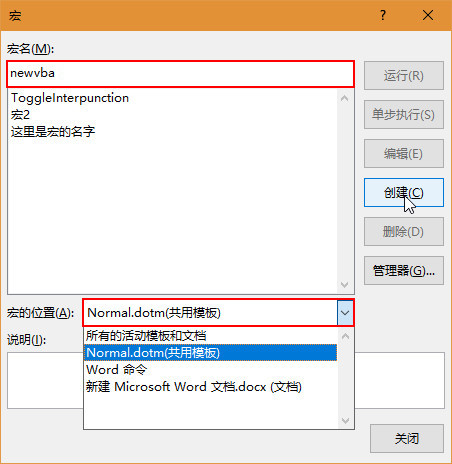 宏
?
宏名(M):
newvba
运行(R)
ToggleInterpunction
宏2
这里是宏的名字
单步执行(S)
编辑(E)
创建(C)
删除(D)
管理器(G)...
宏的位置(A):
Normal.dotm(共用模板)
所有的活动模板和文档
说明(I):
Normal.dotm(共用模板)
Word 命令
新建 Microsoft Word 文档.docx (文档)
关闭